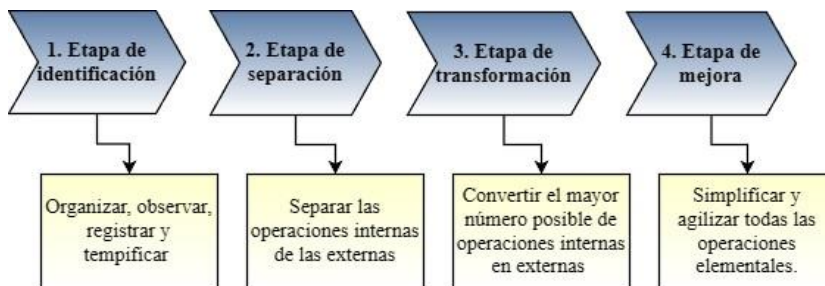 1. Etapa de
identificación
2. Etapa de
separación
3. Etapa de
transformación
4. Etapa de
mejora
Organizar, observar,
registrar y
tempificar
Separar las
operaciones internas
de las externas
Convertir el mayor
número posible de
operaciones internas
en externas
Simplificar y
agilizar todas las
operaciones
elementales.